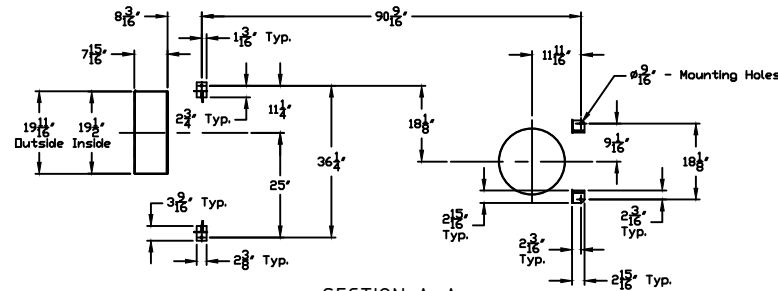 8 3/16"
90 9/16"
1 3/16" Typ.
7 15/16"
11 11/16"
ø 9/16" - Mounting Holes
19 11/16"
Outside
19 1/2"
Inside
2 3/4"
Typ.
11 1/4"
18 1/8"
36 1/4"
9 1/16"
18 1/8"
25"
3 9/16" Typ.
2 3/8" Typ.
2 15/16"
Typ.
2 3/16"
Typ.
2 3/16"
Typ.
2 15/16" Typ.